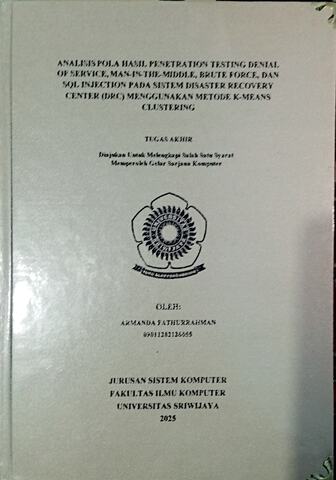 ANALISIS POLA HASIL PENETRATION TESTING DENIAL
OF SERVICE, MAN-IN-THE-MIDDLE, BRUTE FORCE, DAN
SQL INJECTION PADA SISTEM DISASTER RECOVERY
CENTER (DRC) MENGGUNAKAN METODE K-MEANS
CLUSTERING
TUGAS AKHIR
Diajukan Untuk Melengkapi Salah Satu Syarat
Memperoleh Gelar Sarjana Komputer
OLEH:
ARMANDA FATHURRAHMAN
JURUSAN SISTEM KOMPUTER
FAKULTAS ILMU KOMPUTER
UNIVERSITAS SRIWIJAYA
2025